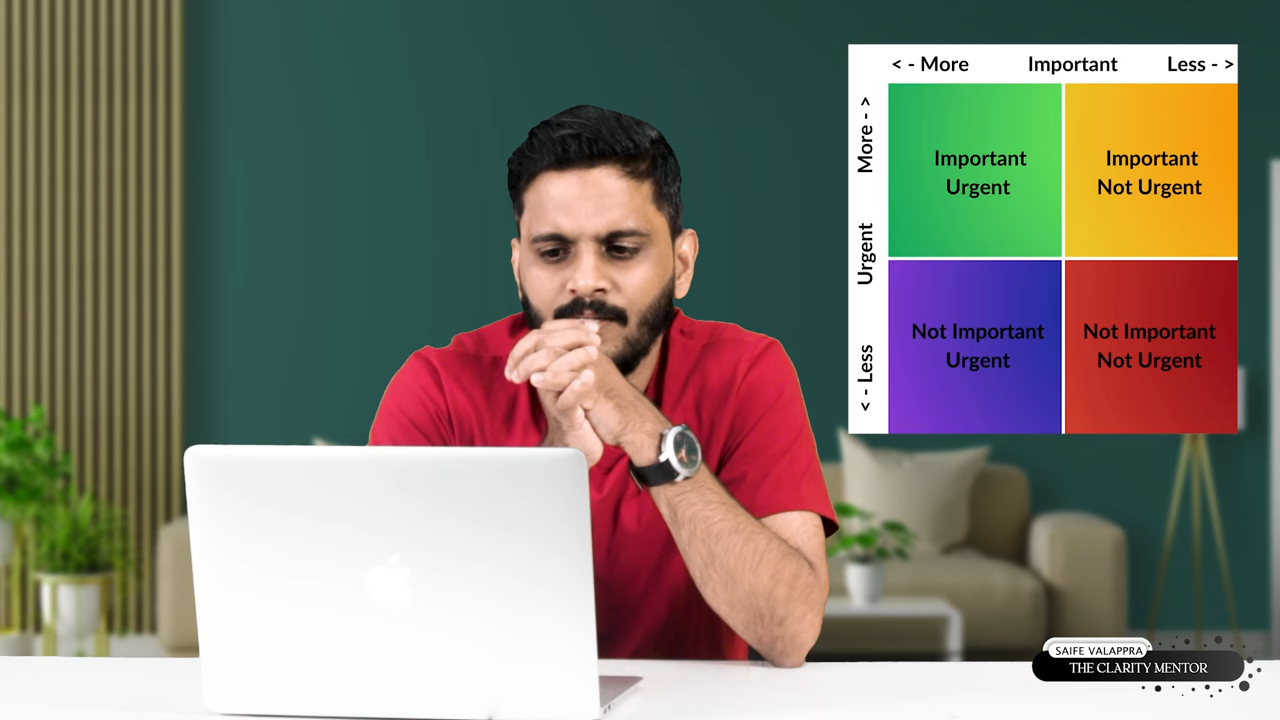 < - More Important Less - >
More - >
Urgent
< - Less
Important
Urgent
Important
Not Urgent
Not Important
Urgent
Not Important
Not Urgent
SAIFE VALAPPRA
THE CLARITY MENTOR